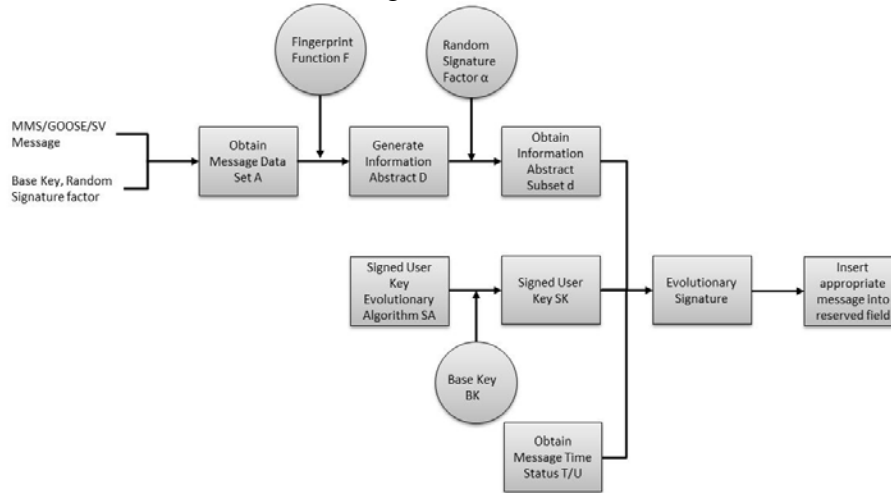 Fingerprint
Function F
Random
Signature
Factor α
MMS/GOOSE/SV
Message
Base Key, Random
Signature factor
Obtain
Message Data
Set A
Generate
Information
Abstract D
Obtain
Information
Abstract
Subset d
Signed User
Key
Evolutionary
Algorithm SA
Signed User
Key SK
Evolutionary
Signature
Insert
appropriate
message into
reserved field
Base Key
BK
Obtain
Message Time
Status T/U